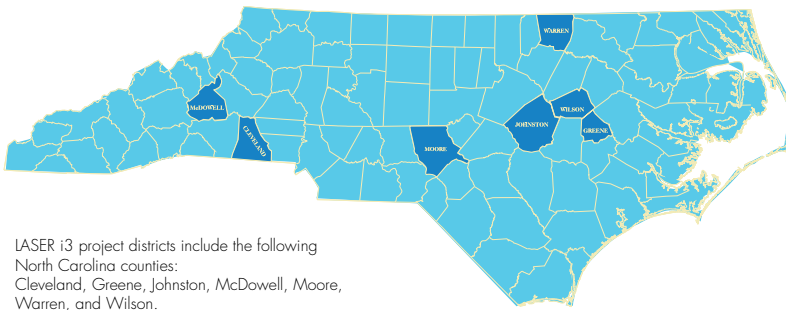 WARREN
McDOWELL
WILSON
JOHNSTON
GREENE
CLEVELAND
MOORE
LASER i3 project districts include the following
North Carolina counties:
Cleveland, Greene, Johnston, McDowell, Moore,
Warren, and Wilson.